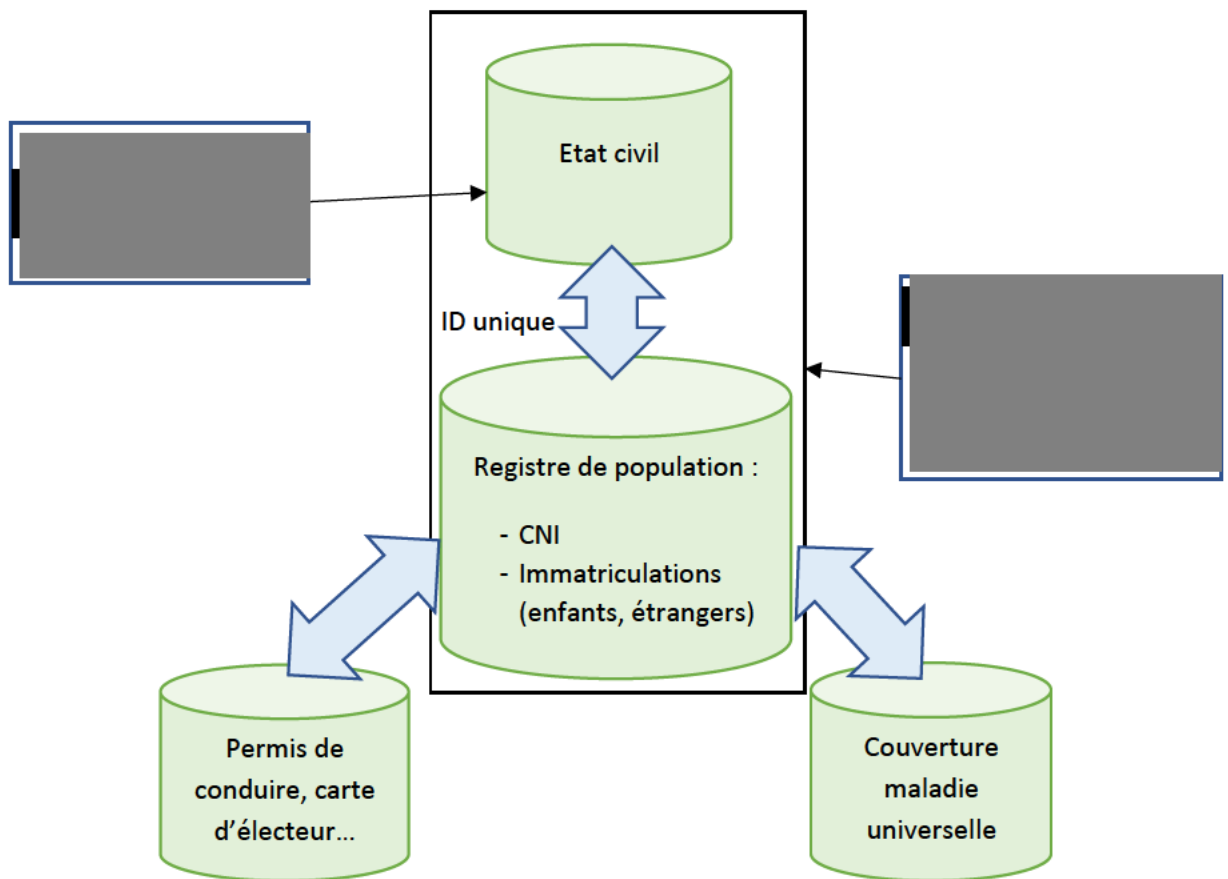 Etat civil
ID unique
Registre de population :
- CNI
- Immatriculations
(enfants, étrangers)
Permis de
conduire, carte
d'électeur...
Couverture
maladie
universelle